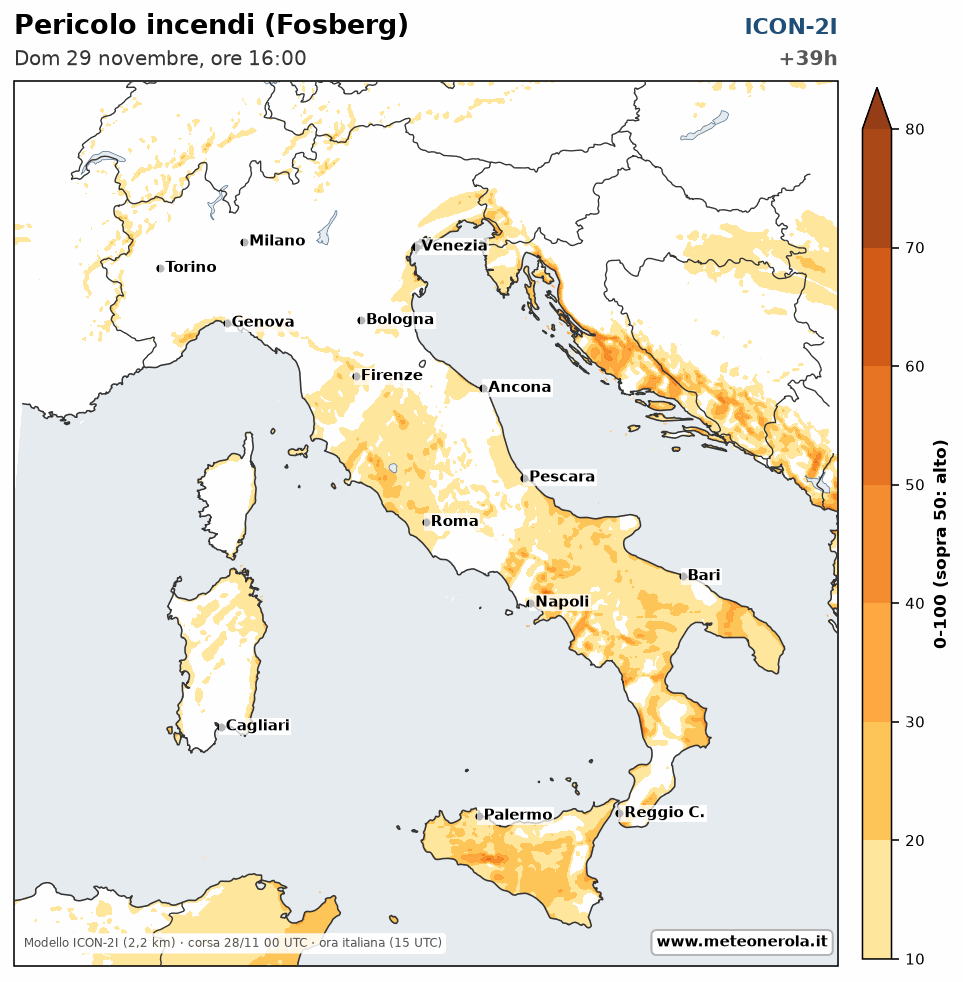 Pericolo incendi (Fosberg)
ICON-2I
Dom 29 novembre, ore 16:00
+39h
Milano
Venezia
Torino
Genova
Bologna
Firenze
Ancona
Pescara
Roma
Bari
Napoli
Cagliari
Palermo
Reggio C.
80
70
60
50
40
30
20
10
0-100 (sopra 50: alto)
Modello ICON-2I (2,2 km) · corsa 28/11 00 UTC · ora italiana (15 UTC)
www.meteonerola.it